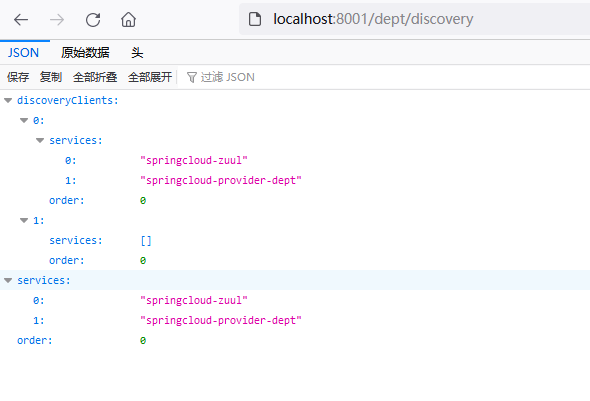 localhost:8001/dept/discovery
JSON 原始数据 头
保存 复制 全部折叠 全部展开 过滤 JSON
discoveryClients:
0:
services:
0: "springcloud-zuul"
1: "springcloud-provider-dept"
order: 0
1:
services: []
order: 0
services:
0: "springcloud-zuul"
1: "springcloud-provider-dept"
order: 0